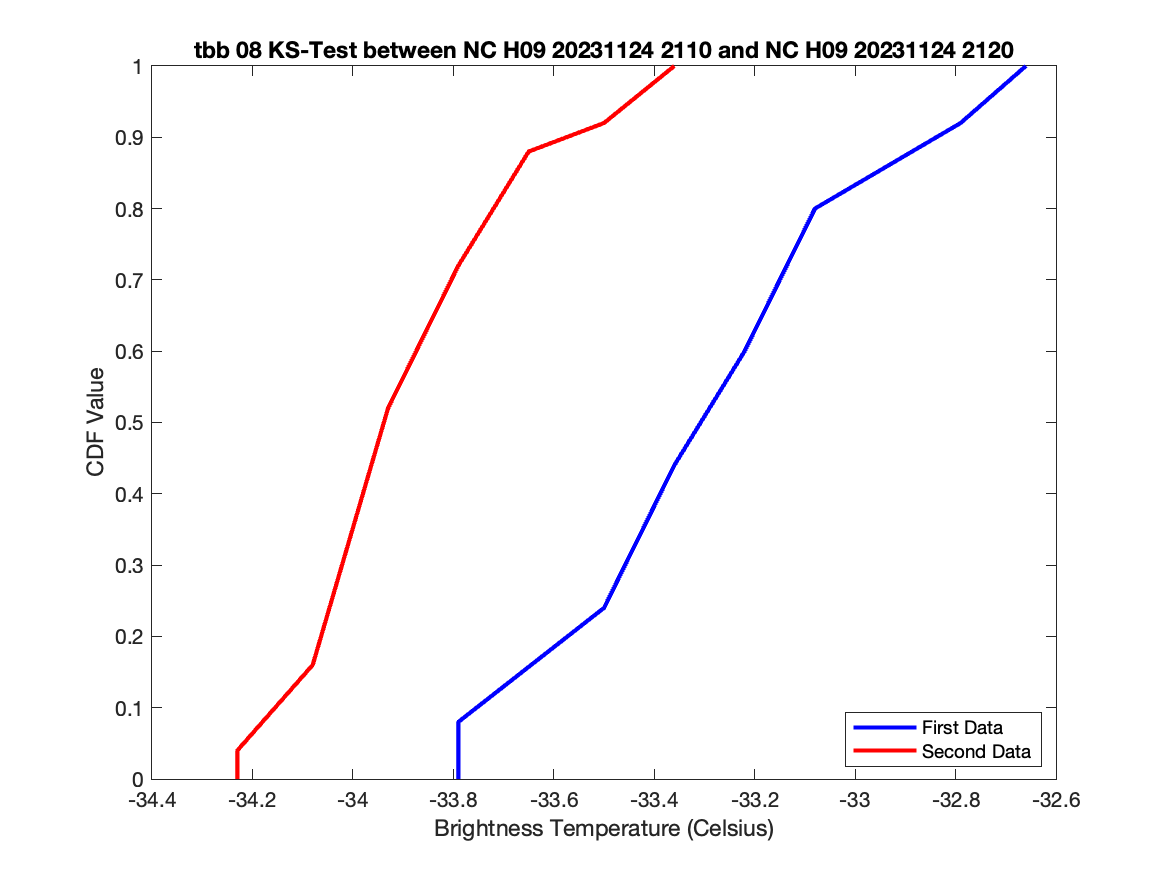 tbb 08 KS-Test between NC H09 20231124 2110 and NC H09 20231124 2120
1
0.9
0.8
0.7
0.6
0.5
0.4
0.3
0.2
0.1
0
CDF Value
First Data
Second Data
-34.4 -34.2 -34 -33.8 -33.6 -33.4 -33.2 -33 -32.8 -32.6
Brightness Temperature (Celsius)